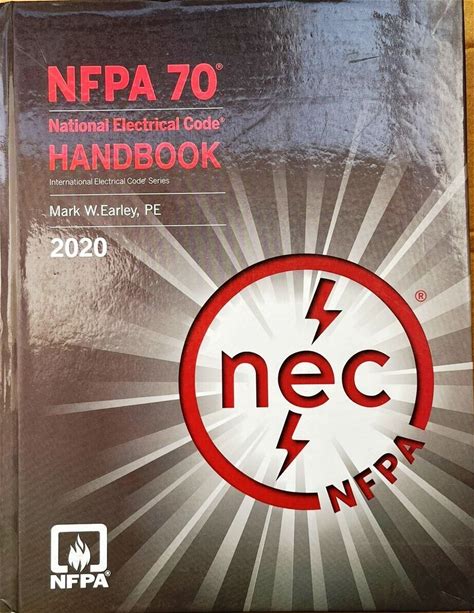 NFPA 70®
National Electrical Code®
HANDBOOK
International Electrical Code® Series
Mark W.Earley, PE
2020
nec
®
NFPA
NFPA®